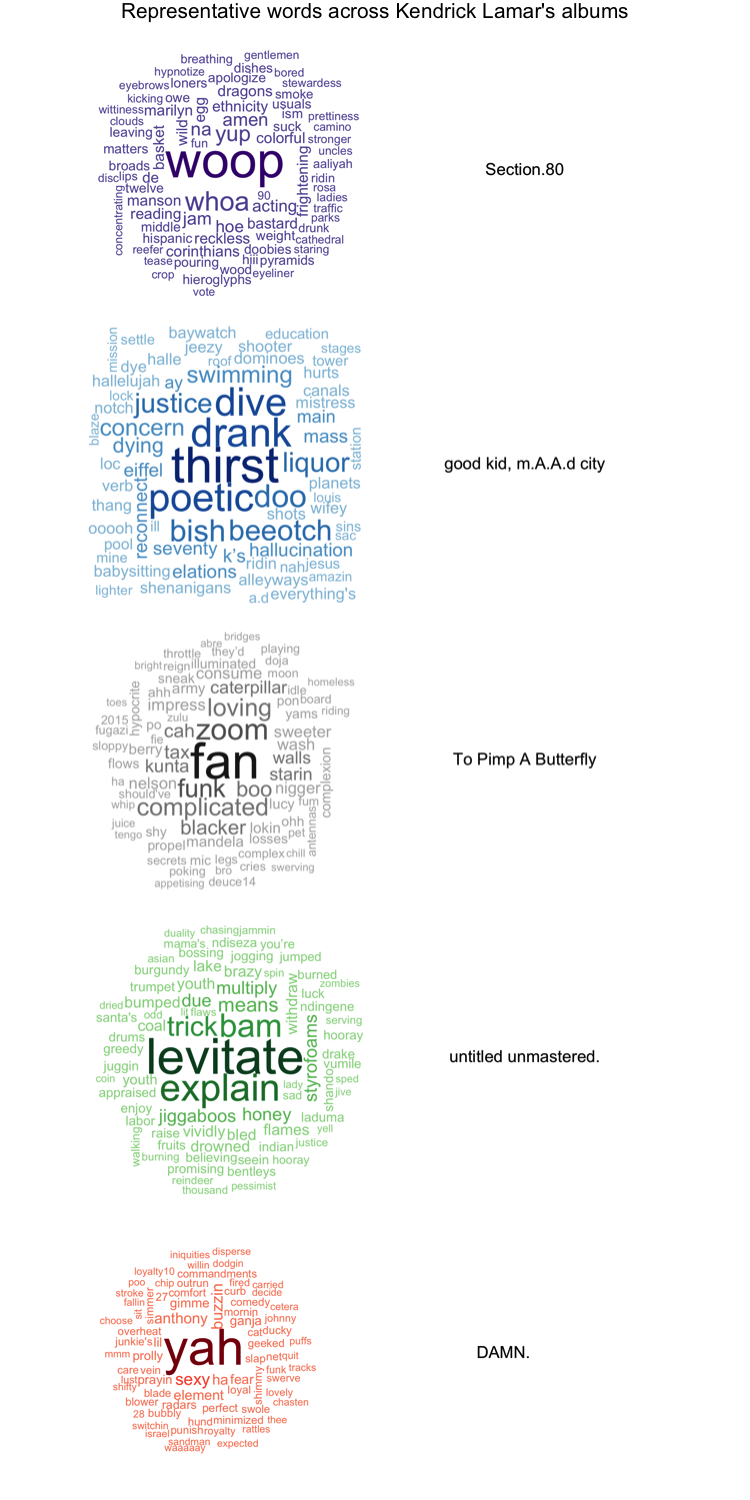 Representative words across Kendrick Lamar's albums
breathing gentlemen
hypnotize dishes bored
eyebrows loners apologize stewardess
kicking owe egg dragons smoke
wittiness marilyn ethnicity usuals
clouds wild na amen ism prettiness
leaving basket fun yup suck camino
colorful stronger
matters woop uncles
broads frightening aaliyah
disc lips de ridin
twelve 90 rosa
concentrating manson whoa acting ladies
reading jam traffic
middle hoe bastard parks
hispanic reckless weight drunk
cathedral
reefer corinthians doobies staring
tease pouring hiii pyramids
crop wood eyeliner
hieroglyphs
vote
Section.80
mission settle baywatch education
jeezy shooter stages
dye halle roof dominoes tower
hallelujah ay swimming hurts
lock canals
notch justice dive mistress
blaze concern drank main
dying mass station
loc eiffel thirst liquor
verb planets
thang reconnect poetic doo louis
shots wifey
ooooh ill bish beeotch sins
sac
pool seventy k's hallucination
mine ridin nah jesus
babysitting elations alleyways amazin
lighter shenanigans a.d everything's
good kid, m.A.A.d city
abre bridges
throttle they'd playing
bright reign illuminated doja
sneak consume moon
hypocrite ahh army caterpillar idle homeless
toes impress loving pon board
2015 zulu yams riding
fugazi po cah zoom sweeter
fie
sloppy berry tax wash
flows kunta fan walls complexion
ha nelson starin
should've funk boo nigger
whip complicated lucy fum
juice blacker lokin ohh antennas
tengo shy losses pet
propel mandela
secrets mic legs complex chill
poking bro cries swerving
appetising deuce14
To Pimp A Butterfly
duality chasing jammin
mama's ndiseza you're
asian bossing jogging jumped
burgundy lake brazy spin burned
trumpet youth multiply withdraw zombies
luck
dried bumped due means ndingene
santa's odd lil flaws serving
coal trick bam styrofoams hooray
drums
greedy levitate drake
juggin vumile
coin youth explain lady shando sped
appraised sad jive
enjoy jiggaboos honey laduma
labor
walking raise vividly bled flames yell
fruits drowned indian justice
burning believing seein hooray
promising bentleys
reindeer
thousand pessimist
untitled unmastered.
iniquities disperse
willin dodgin
loyalty10 commandments
poo chip outrun fired carried
stroke 27 comfort buzzin curb decide
fallin sit simmer gimme comedy cetera
choose anthony mornin
ganja johnny
overheat cat ducky
junkie's lil yah geeked puffs
mmm prolly slap net quit
care vein funk tracks
lust prayin sexy ha fear shimmy swerve
shifty blade element loyal lovely
blower radars perfect swole chasten
28 bubbly hund minimized thee
switchin
israel punish royalty rattles
sandman expected
waaaaay
DAMN.